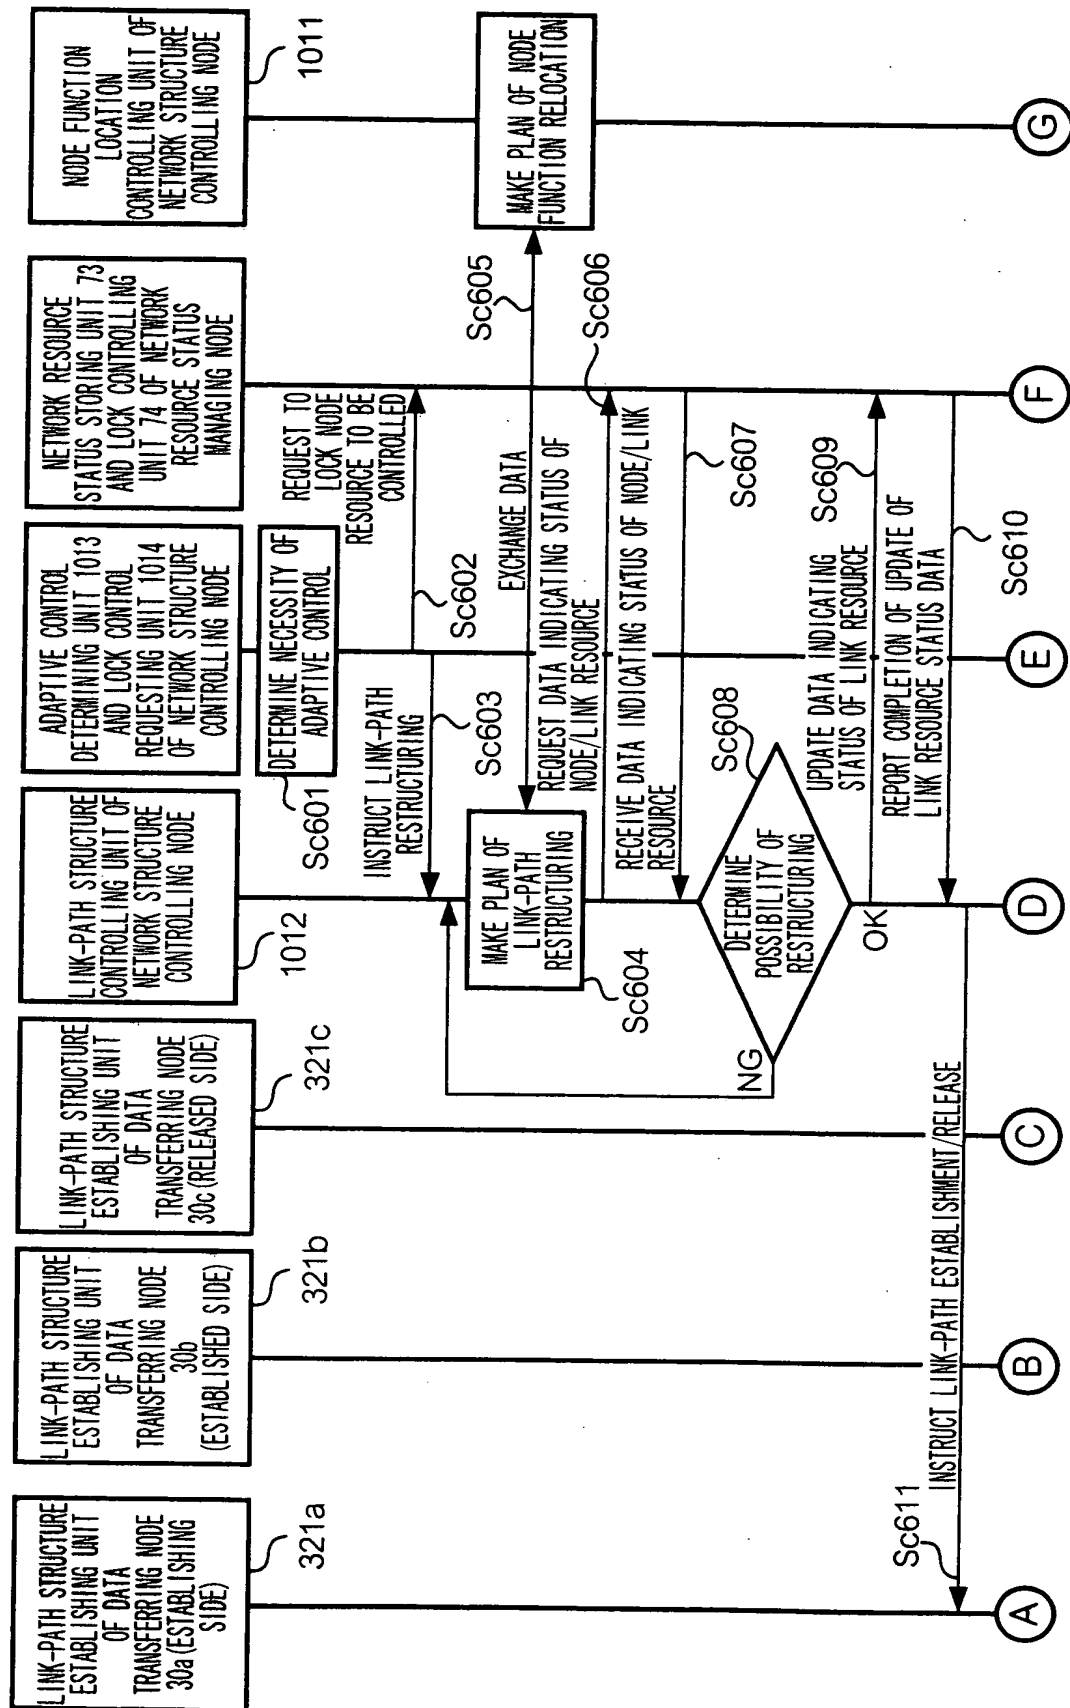 LINK-PATH STRUCTURE
ESTABLISHING UNIT
OF DATA
TRANSFERRING NODE
30a (ESTABLISHING
SIDE)
321a
LINK-PATH STRUCTURE
ESTABLISHING UNIT
OF DATA
TRANSFERRING NODE
30b
(ESTABLISHED SIDE)
321b
LINK-PATH STRUCTURE
ESTABLISHING UNIT
OF DATA
TRANSFERRING NODE
30c (RELEASED SIDE)
321c
LINK-PATH STRUCTURE
CONTROLLING UNIT OF
NETWORK STRUCTURE
CONTROLLING NODE
1012
ADAPTIVE CONTROL
DETERMINING UNIT 1013
AND LOCK CONTROL
REQUESTING UNIT 1014
OF NETWORK STRUCTURE
CONTROLLING NODE
NETWORK RESOURCE
STATUS STORING UNIT 73
AND LOCK CONTROLLING
UNIT 74 OF NETWORK
RESOURCE STATUS
MANAGING NODE
NODE FUNCTION
LOCATION
CONTROLLING UNIT OF
NETWORK STRUCTURE
CONTROLLING NODE
1011
DETERMINE NECESSITY OF
ADAPTIVE CONTROL
Sc601
REQUEST TO
LOCK NODE
RESOURCE TO BE
CONTROLLED
Sc602
INSTRUCT LINK-PATH
RESTRUCTURING
Sc603
MAKE PLAN OF
LINK-PATH
RESTRUCTURING
Sc604
EXCHANGE DATA
Sc605
MAKE PLAN OF NODE
FUNCTION RELOCATION
REQUEST DATA INDICATING STATUS OF
NODE/LINK RESOURCE
Sc606
RECEIVE DATA INDICATING STATUS OF NODE/LINK
RESOURCE
Sc607
DETERMINE
POSSIBILITY OF
RESTRUCTURING
Sc608
NG
OK
UPDATE DATA INDICATING
STATUS OF LINK RESOURCE
Sc609
REPORT COMPLETION OF UPDATE OF
LINK RESOURCE STATUS DATA
Sc610
INSTRUCT LINK-PATH ESTABLISHMENT/RELEASE
Sc611
A
B
C
D
E
F
G